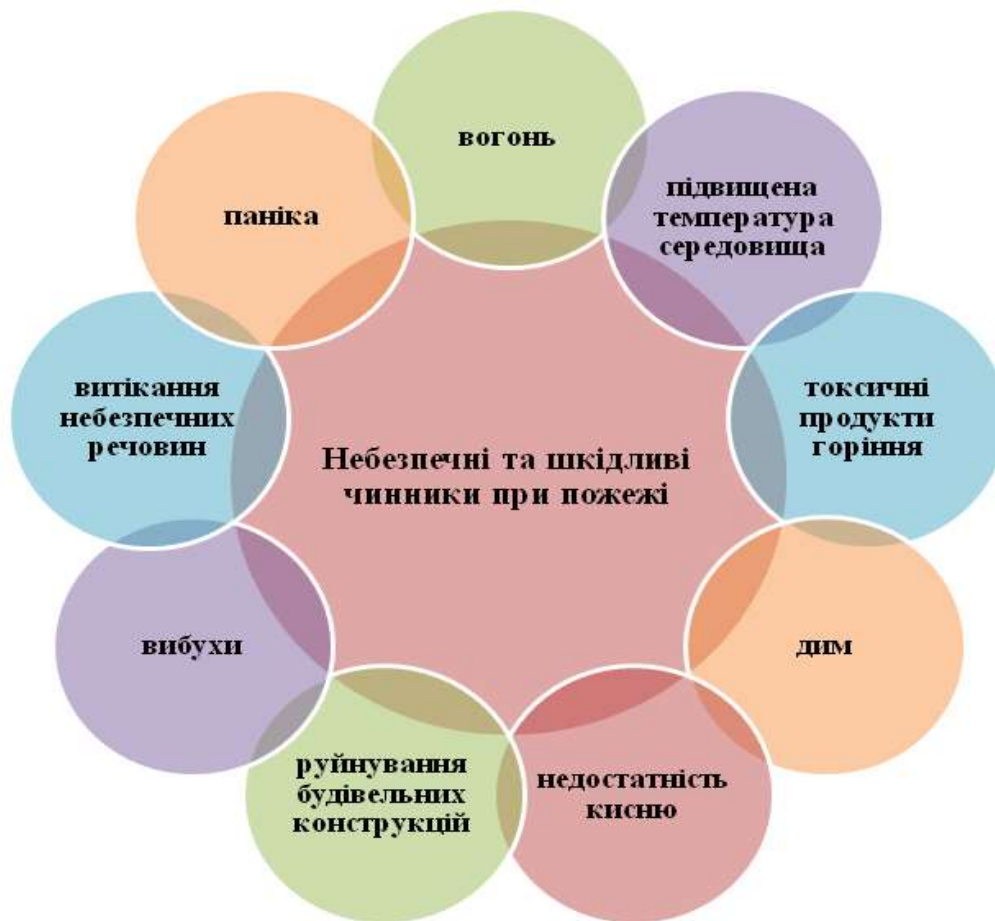 вогонь
підвищена
температура
середовища
токсичні
продукти
горіння
дим
недостатність
кисню
руйнування
будівельних
конструкцій
вибухи
витікання
небезпечних
речовин
паніка
Небезпечні та шкідливі
чинники при пожежі